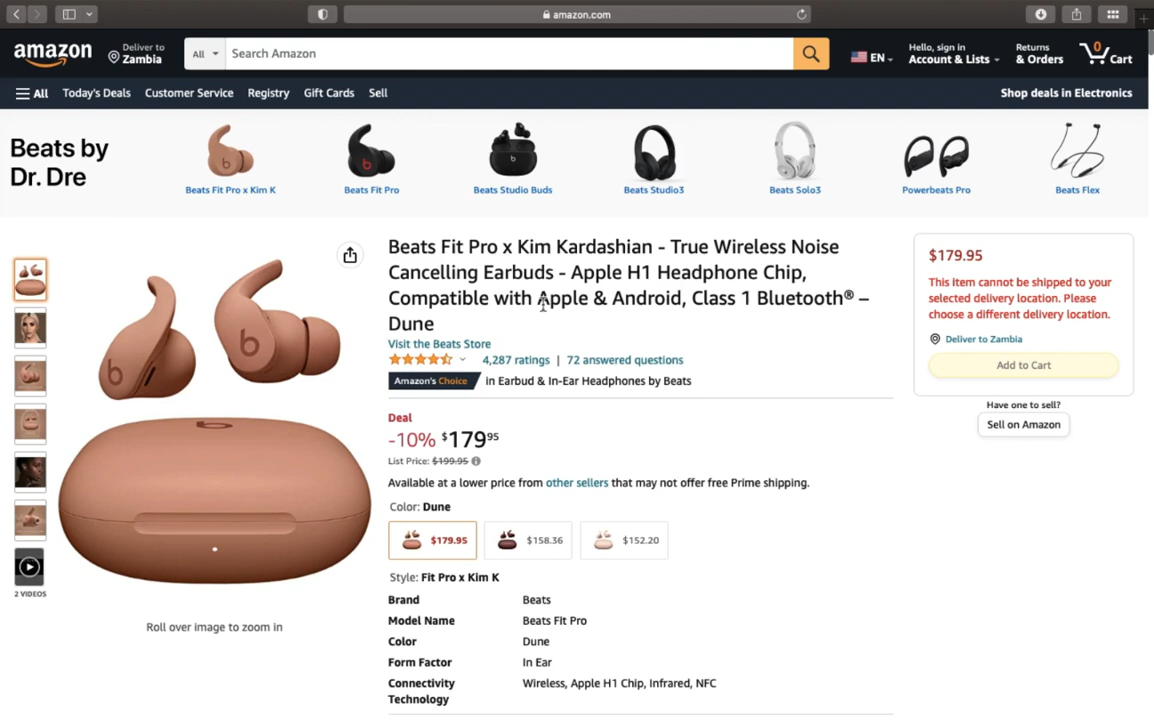 amazon.com
amazon
Deliver to
Zambia
All
Search Amazon
EN
Hello, sign in
Account & Lists
Returns
& Orders
0
Cart
All
Today's Deals
Customer Service
Registry
Gift Cards
Sell
Shop deals in Electronics
Beats by
Dr. Dre
Beats Fit Pro x Kim K
Beats Fit Pro
Beats Studio Buds
Beats Studio3
Beats Solo3
Powerbeats Pro
Beats Flex
Beats Fit Pro x Kim Kardashian - True Wireless Noise
Cancelling Earbuds - Apple H1 Headphone Chip,
Compatible with Apple & Android, Class 1 Bluetooth® –
Dune
Visit the Beats Store
4,287 ratings | 72 answered questions
Amazon's Choice in Earbud & In-Ear Headphones by Beats
Deal
-10% $179 95
List Price: $199.95
Available at a lower price from other sellers that may not offer free Prime shipping.
Color: Dune
$179.95
$158.36
$152.20
Style: Fit Pro x Kim K
Brand Beats
Model Name Beats Fit Pro
Color Dune
Form Factor In Ear
Connectivity Wireless, Apple H1 Chip, Infrared, NFC
Technology
2 VIDEOS
Roll over image to zoom in
$179.95
This item cannot be shipped to your
selected delivery location. Please
choose a different delivery location.
Deliver to Zambia
Add to Cart
Have one to sell?
Sell on Amazon